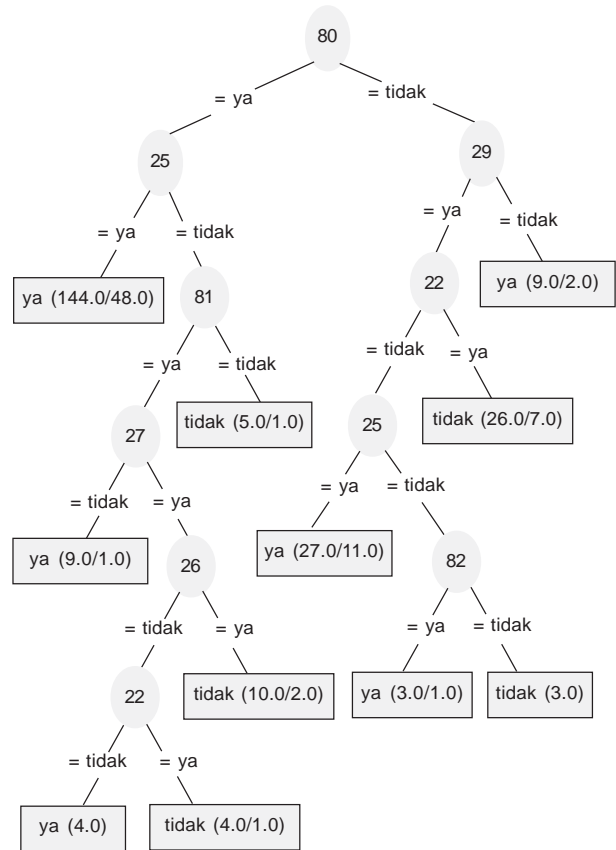 80
= ya
= tidak
25
29
= ya
= tidak
= ya
= tidak
ya (144.0/48.0)
81
22
ya (9.0/2.0)
= ya
= tidak
= tidak
= ya
27
tidak (5.0/1.0)
25
tidak (26.0/7.0)
= tidak
= ya
= ya
= tidak
ya (9.0/1.0)
26
ya (27.0/11.0)
82
= tidak
= ya
= ya
= tidak
22
tidak (10.0/2.0)
ya (3.0/1.0)
tidak (3.0)
= tidak
= ya
ya (4.0)
tidak (4.0/1.0)